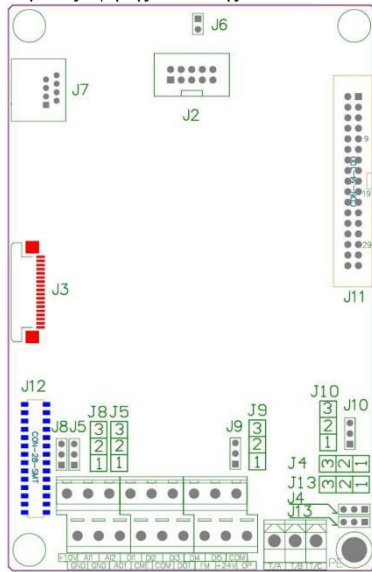 J6
J7
J2
9
19
29
J11
J3
J12
CON-28-SMT
J8 J5
J8 J5
3 3
2 2
1 1
J9
J9
3
2
1
J10
J10
3
2
1
J4 3 2 1
J13 3 2 1
J4
J13
+10V AI1 AI2 DI1 DI2 DI3 DI4 DI5 COM
GND GND AO1 CME COM DO1 FM +24V OP
T/A T/B T/C
PE